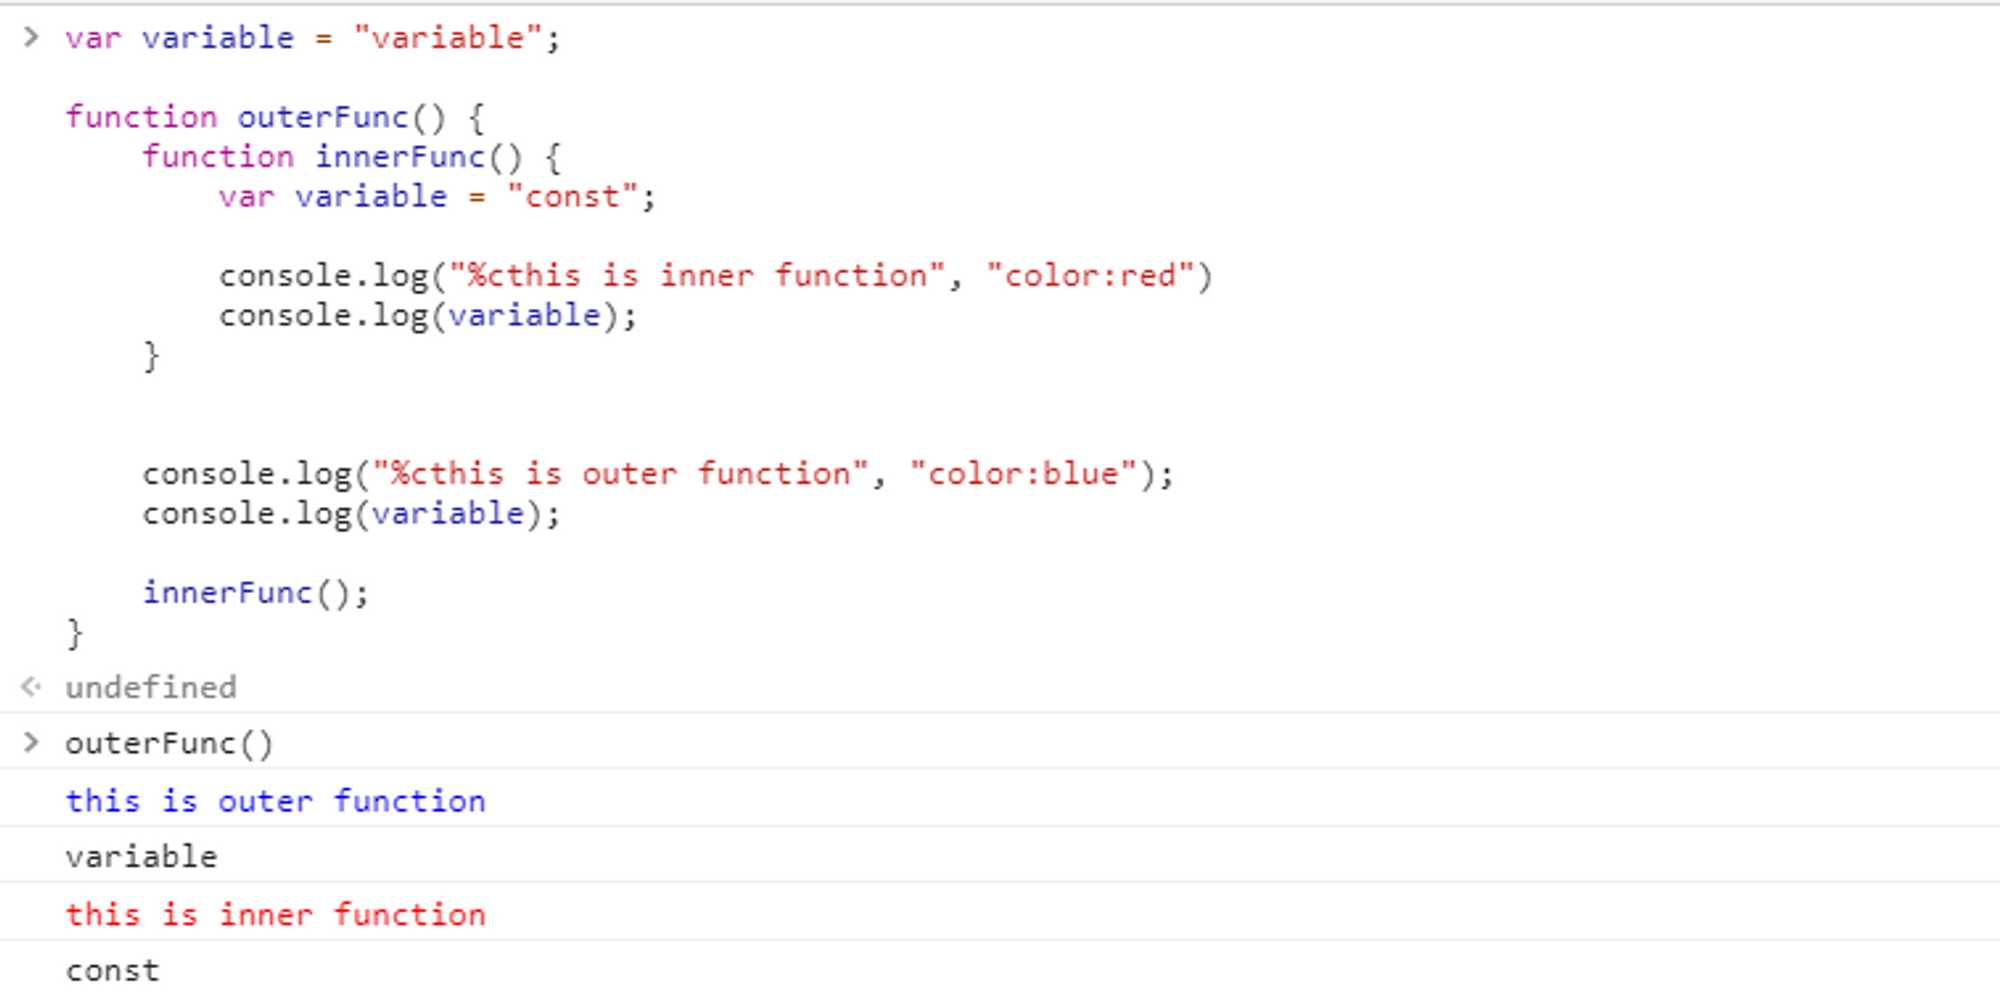 > var variable = "variable";
function outerFunc() {
function innerFunc() {
var variable = "const";
console.log("%cthis is inner function", "color:red")
console.log(variable);
}
console.log("%cthis is outer function", "color:blue");
console.log(variable);
innerFunc();
}
undefined
> outerFunc()
this is outer function
variable
this is inner function
const